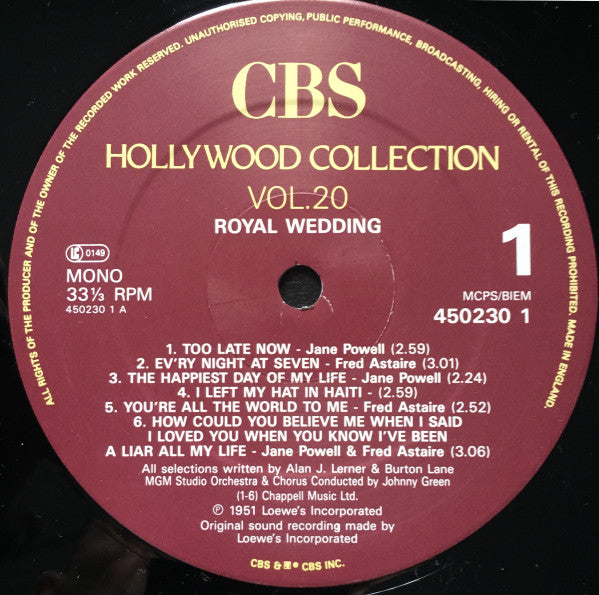 ALL RIGHTS OF THE PRODUCER AND OF THE OWNER OF THE RECORDED WORK RESERVED. UNAUTHORISED COPYING, PUBLIC PERFORMANCE, BROADCASTING, HIRING OR RENTAL OF THIS RECORDING PROHIBITED. MADE IN ENGLAND.
CBS
HOLLYWOOD COLLECTION
VOL.20
ROYAL WEDDING
LC 0149
MONO
33⅓ RPM
450230 1 A
1
MCPS/BIEM
450230 1
1. TOO LATE NOW - Jane Powell (2.59)
2. EV'RY NIGHT AT SEVEN - Fred Astaire (3.01)
3. THE HAPPIEST DAY OF MY LIFE - Jane Powell (2.24)
4. I LEFT MY HAT IN HAITI - (2.59)
5. YOU'RE ALL THE WORLD TO ME - Fred Astaire (2.52)
6. HOW COULD YOU BELIEVE ME WHEN I SAID
I LOVED YOU WHEN YOU KNOW I'VE BEEN
A LIAR ALL MY LIFE - Jane Powell & Fred Astaire (3.06)
All selections written by Alan J. Lerner & Burton Lane
MGM Studio Orchestra & Chorus Conducted by Johnny Green
(1-6) Chappell Music Ltd.
℗ 1951 Loewe's Incorporated
Original sound recording made by
Loewe's Incorporated
CBS & • CBS INC.